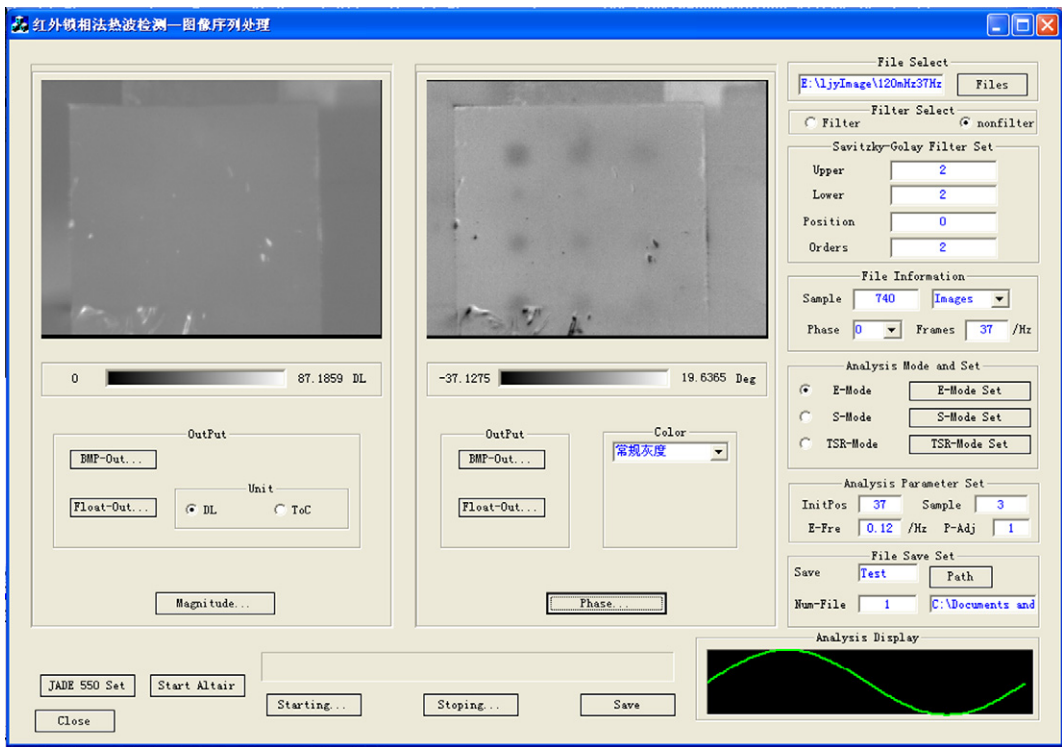 红外锁相法热波检测—图像序列处理
File Select
E:\ljyImage\120mHz37Hz Files
Filter Select
Filter nonfilter
Savitzky-Golay Filter Set
Upper 2
Lower 2
Position 0
Orders 2
File Information
Sample 740 Images
Phase 0 Frames 37 /Hz
0 87.1859 DL
-37.1275 19.6365 Deg
Analysis Mode and Set
E-Mode E-Mode Set
S-Mode S-Mode Set
TSR-Mode TSR-Mode Set
OutPut
BMP-Out...
Float-Out...
Unit
DL ToC
OutPut
BMP-Out...
Float-Out...
Color
常规灰度
Analysis Parameter Set
InitPos 37 Sample 3
E-Fre 0.12 /Hz P-Adj 1
File Save Set
Save Test Path
Num-File 1 C:\Documents and
Magnitude...
Phase...
Analysis Display
JADE 550 Set Start Altair
Starting... Stoping... Save
Close